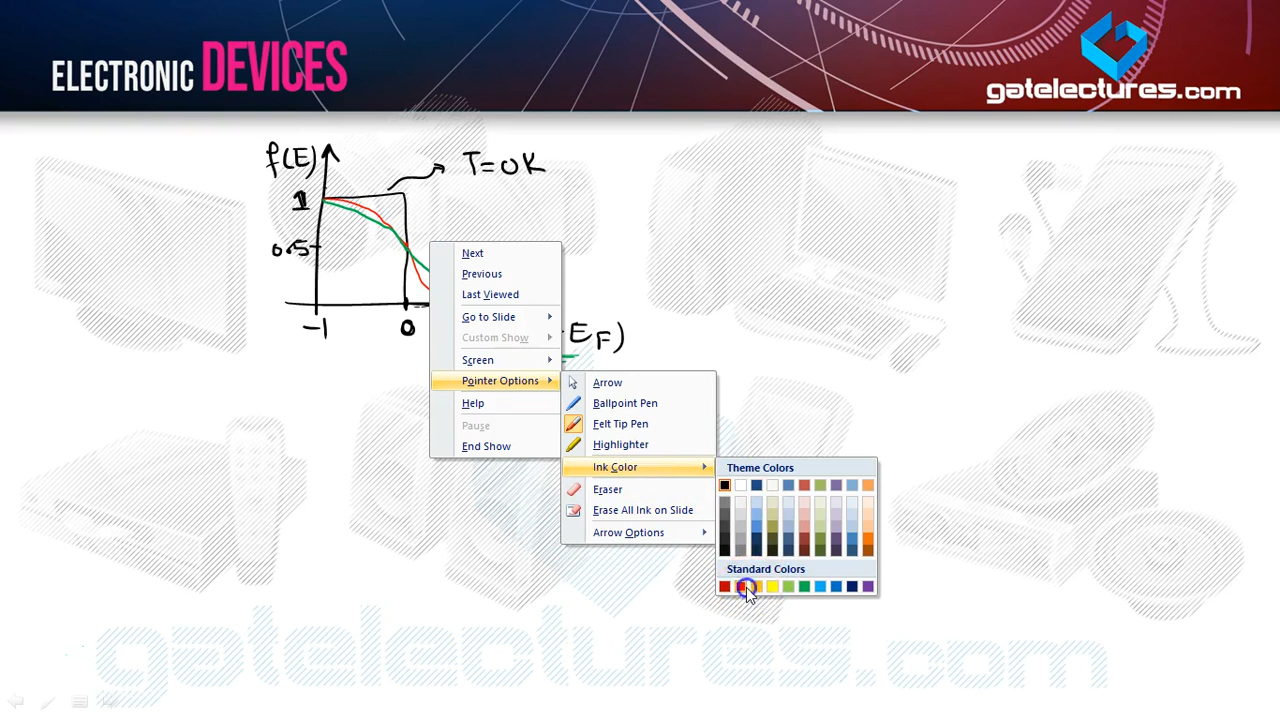 ELECTRONIC DEVICES
gatelectures.com
f(E)
T=0K
1
0.5
-1
0
-EF)
Next
Previous
Last Viewed
Go to Slide
Custom Show
Screen
Pointer Options
Help
Pause
End Show
Arrow
Ballpoint Pen
Felt Tip Pen
Highlighter
Ink Color
Eraser
Erase All Ink on Slide
Arrow Options
Theme Colors
Standard Colors
gatelectures.com